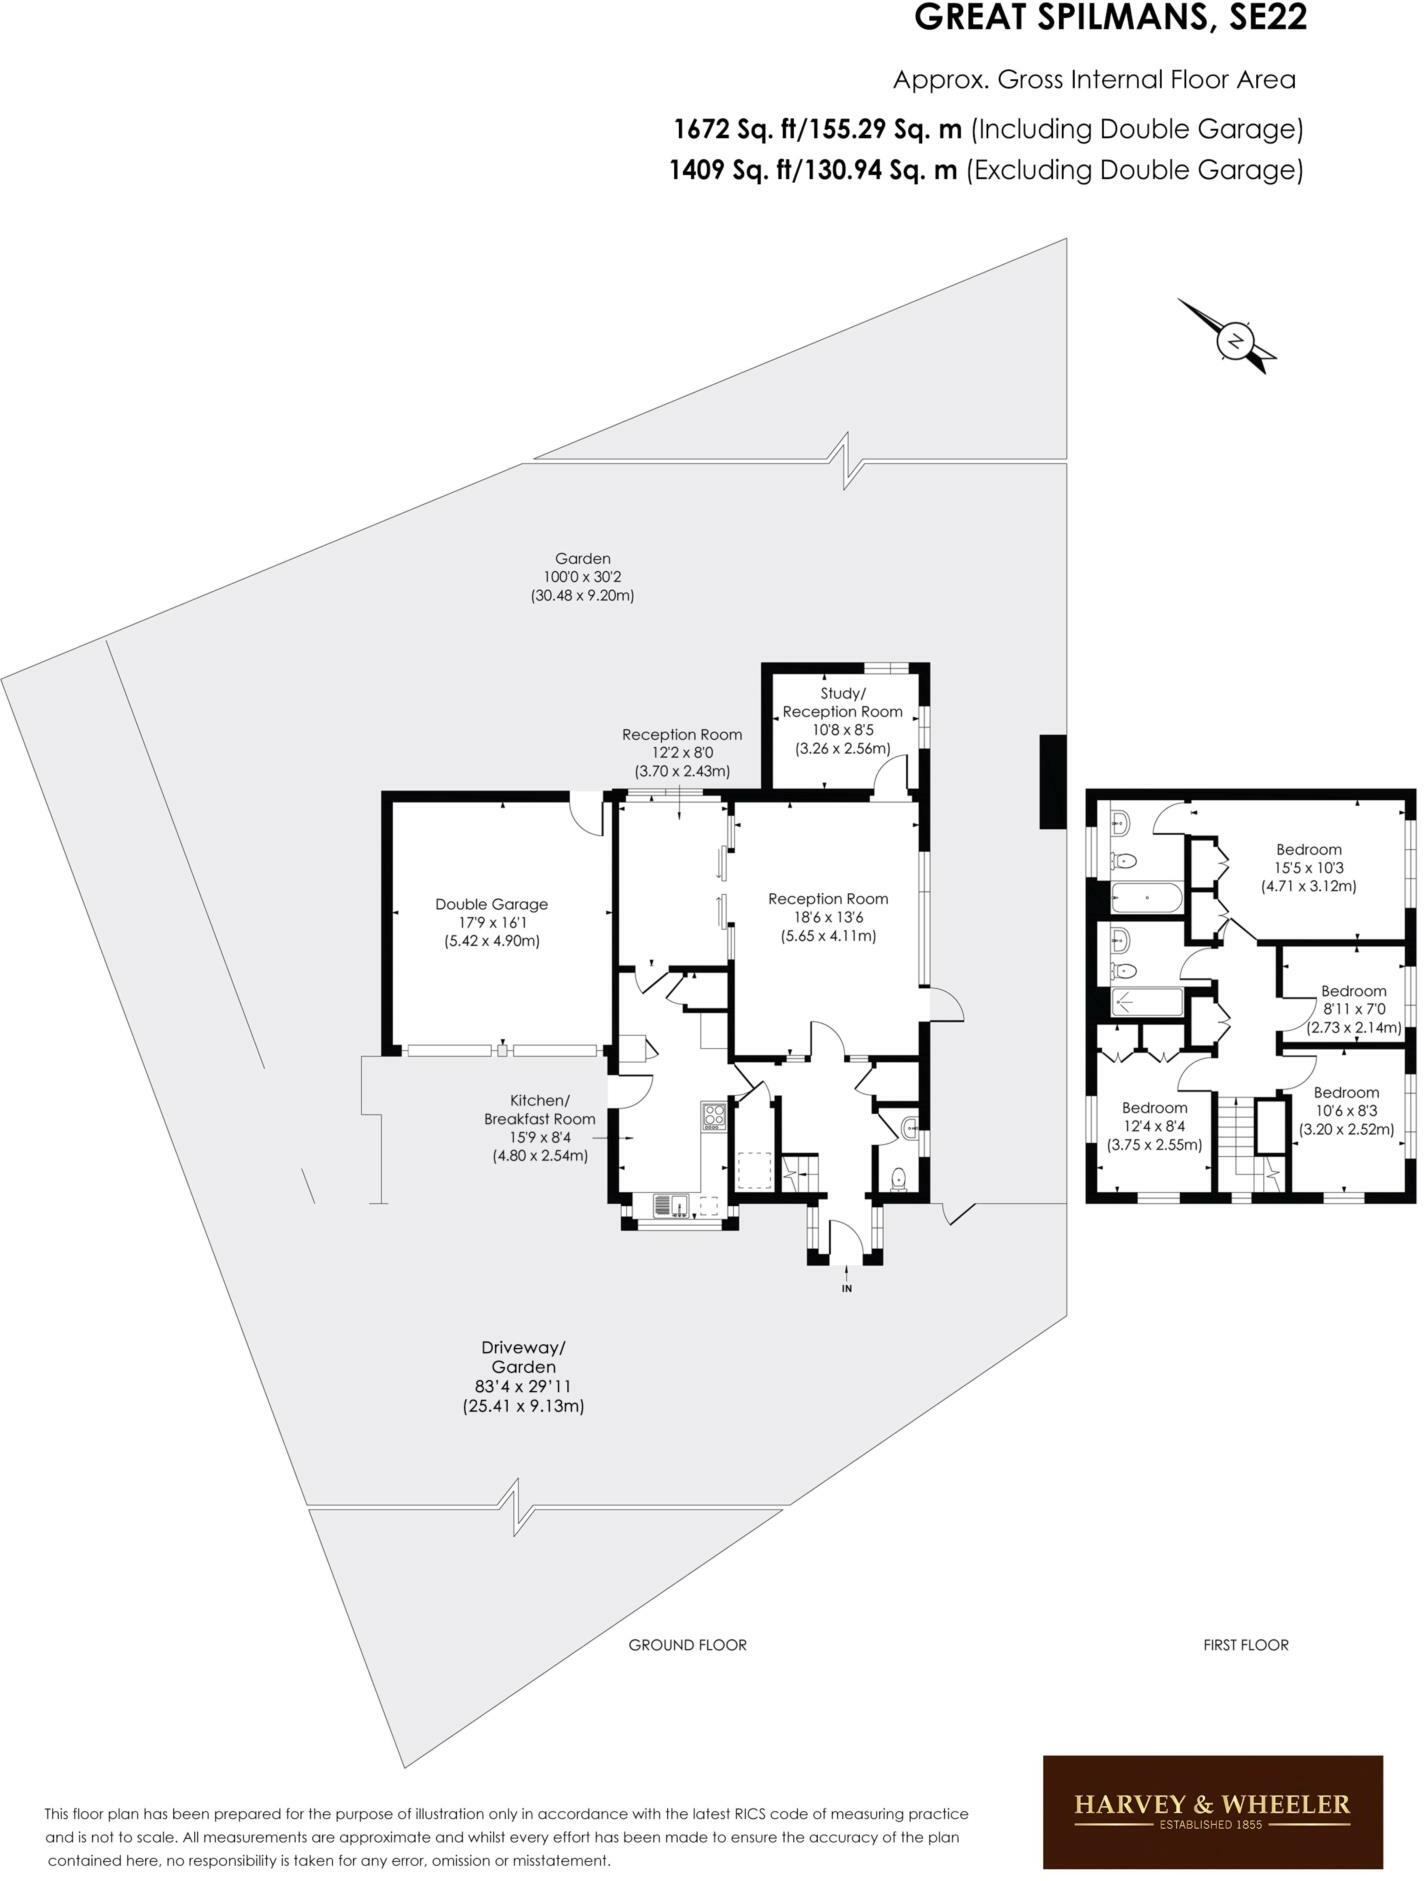 GREAT SPILMANS, SE22
Approx. Gross Internal Floor Area
1672 Sq. ft/155.29 Sq. m (Including Double Garage)
1409 Sq. ft/130.94 Sq. m (Excluding Double Garage)
N
Garden
100'0 x 30'2
(30.48 x 9.20m)
Study/
Reception Room
10'8 x 8'5
(3.26 x 2.56m)
Reception Room
12'2 x 8'0
(3.70 x 2.43m)
Double Garage
17'9 x 16'1
(5.42 x 4.90m)
Reception Room
18'6 x 13'6
(5.65 x 4.11m)
Kitchen/
Breakfast Room
15'9 x 8'4
(4.80 x 2.54m)
IN
Driveway/
Garden
83'4 x 29'11
(25.41 x 9.13m)
Bedroom
15'5 x 10'3
(4.71 x 3.12m)
Bedroom
8'11 x 7'0
(2.73 x 2.14m)
Bedroom
10'6 x 8'3
(3.20 x 2.52m)
Bedroom
12'4 x 8'4
(3.75 x 2.55m)
GROUND FLOOR
FIRST FLOOR
This floor plan has been prepared for the purpose of illustration only in accordance with the latest RICS code of measuring practice
and is not to scale. All measurements are approximate and whilst every effort has been made to ensure the accuracy of the plan
contained here, no responsibility is taken for any error, omission or misstatement.
HARVEY & WHEELER
ESTABLISHED 1855